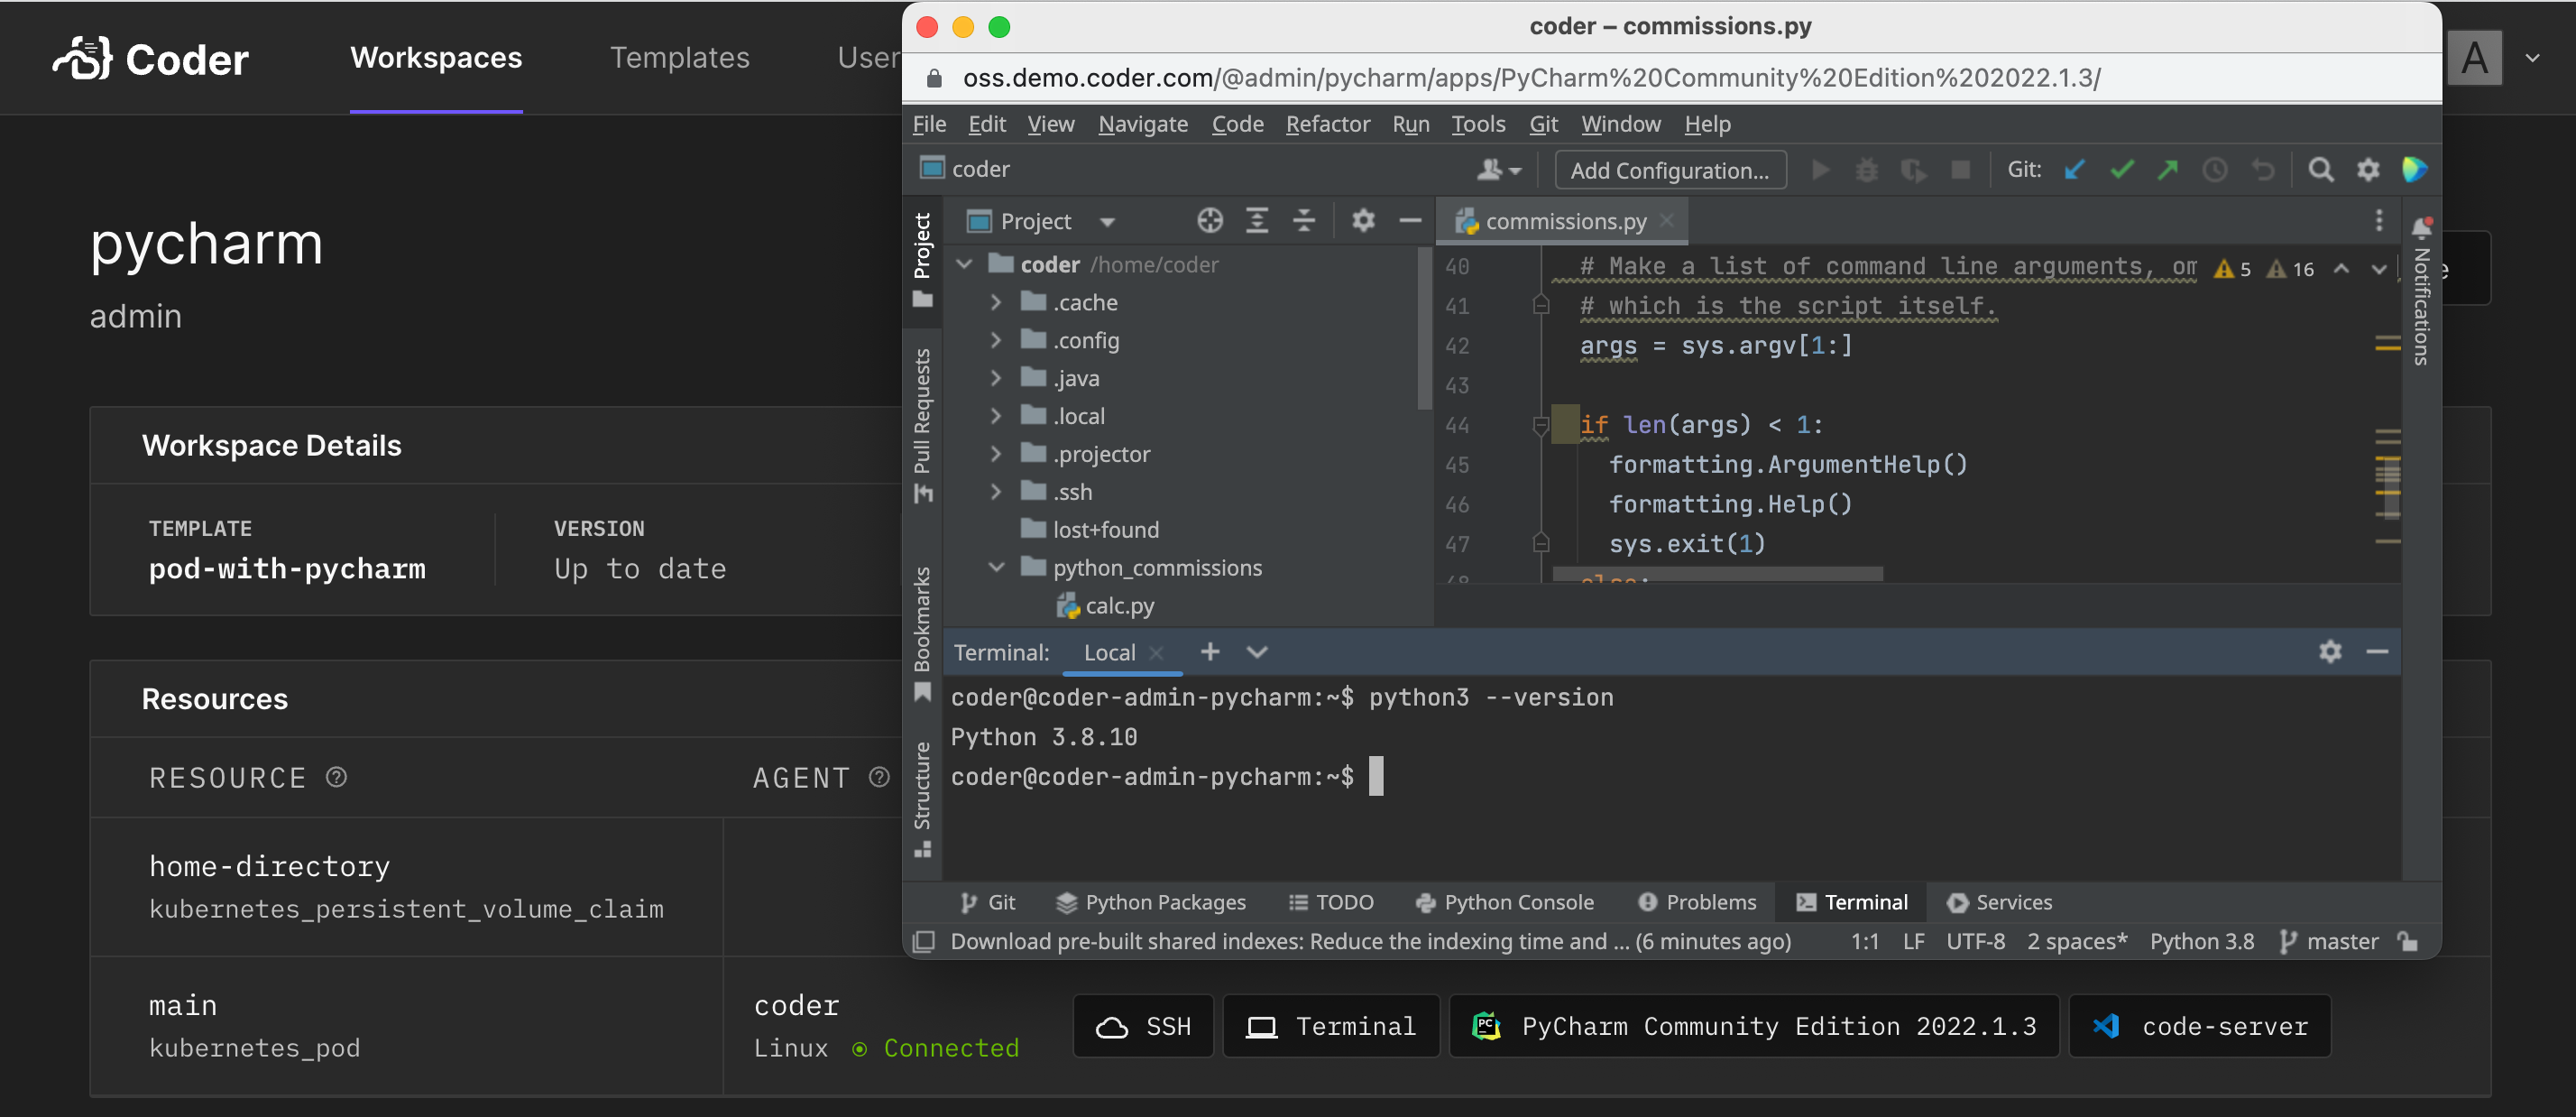 Coder
Workspaces
Templates
User
A
pycharm
admin
Workspace Details
TEMPLATE
pod-with-pycharm
VERSION
Up to date
Resources
RESOURCE
AGENT
home-directory
kubernetes_persistent_volume_claim
main
kubernetes_pod
coder
Linux
Connected
SSH
Terminal
PC
PyCharm Community Edition 2022.1.3
code-server
coder – commissions.py
oss.demo.coder.com/@admin/pycharm/apps/PyCharm%20Community%20Edition%202022.1.3/
File Edit View Navigate Code Refactor Run Tools Git Window Help
coder
Add Configuration...
Git:
Project
Pull Requests
Bookmarks
Structure
Project
coder /home/coder
.cache
.config
.java
.local
.projector
.ssh
lost+found
python_commissions
calc.py
commissions.py
5 16
40 # Make a list of command line arguments, om
41 # which is the script itself.
42 args = sys.argv[1:]
43
44 if len(args) < 1:
45 formatting.ArgumentHelp()
46 formatting.Help()
47 sys.exit(1)
48 else:
Notifications
Terminal: Local
coder@coder-admin-pycharm:~$ python3 --version
Python 3.8.10
coder@coder-admin-pycharm:~$
Git Python Packages TODO Python Console Problems Terminal Services
Download pre-built shared indexes: Reduce the indexing time and ... (6 minutes ago) 1:1 LF UTF-8 2 spaces* Python 3.8 master